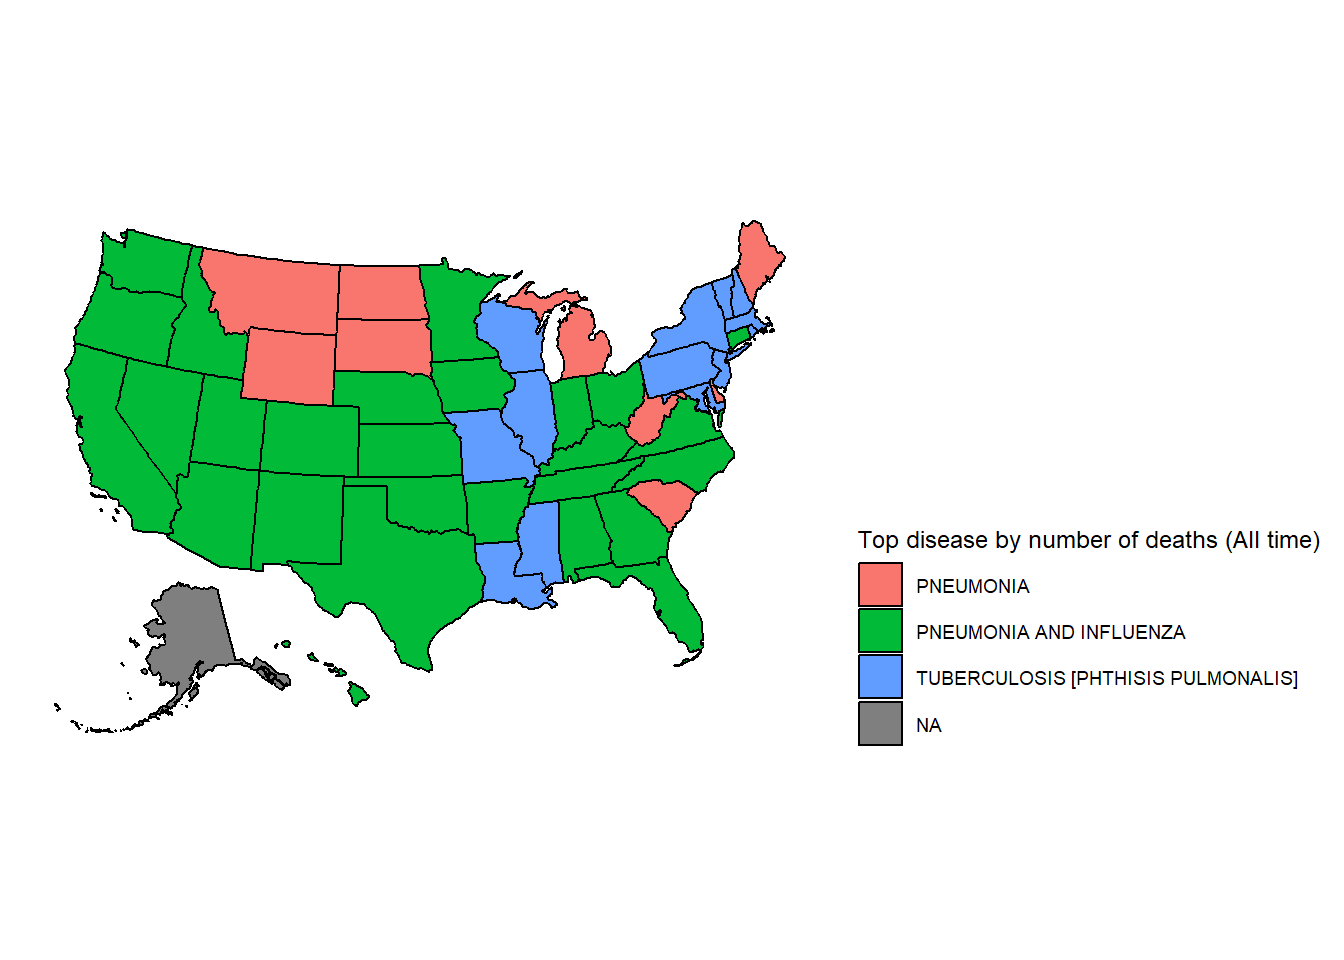 Top disease by number of deaths (All time)
PNEUMONIA
PNEUMONIA AND INFLUENZA
TUBERCULOSIS [PHTHISIS PULMONALIS]
NA